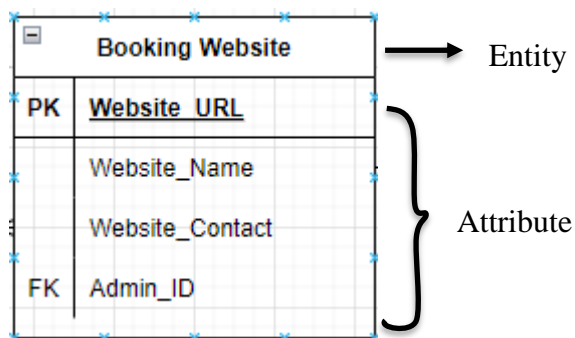 Booking Website
Entity
PK Website_URL
Website_Name
Website_Contact
Attribute
FK Admin_ID